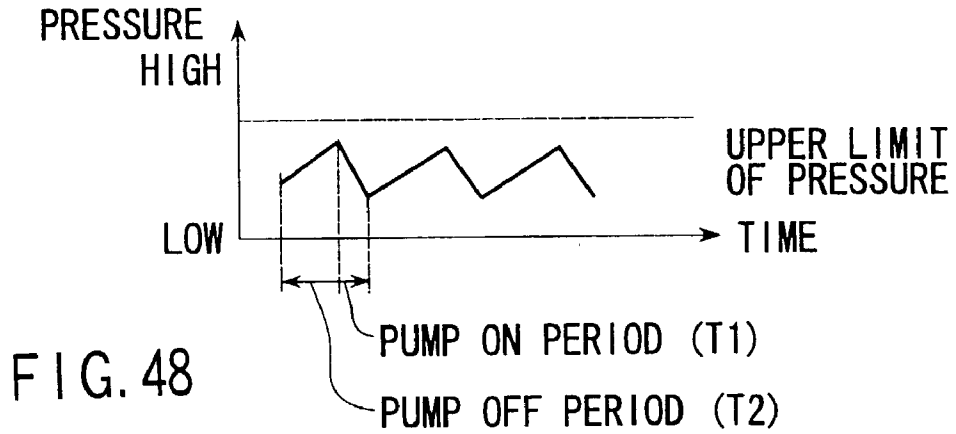 PRESSURE
HIGH
UPPER LIMIT
OF PRESSURE
LOW
TIME
PUMP ON PERIOD (T1)
PUMP OFF PERIOD (T2)
FIG. 48